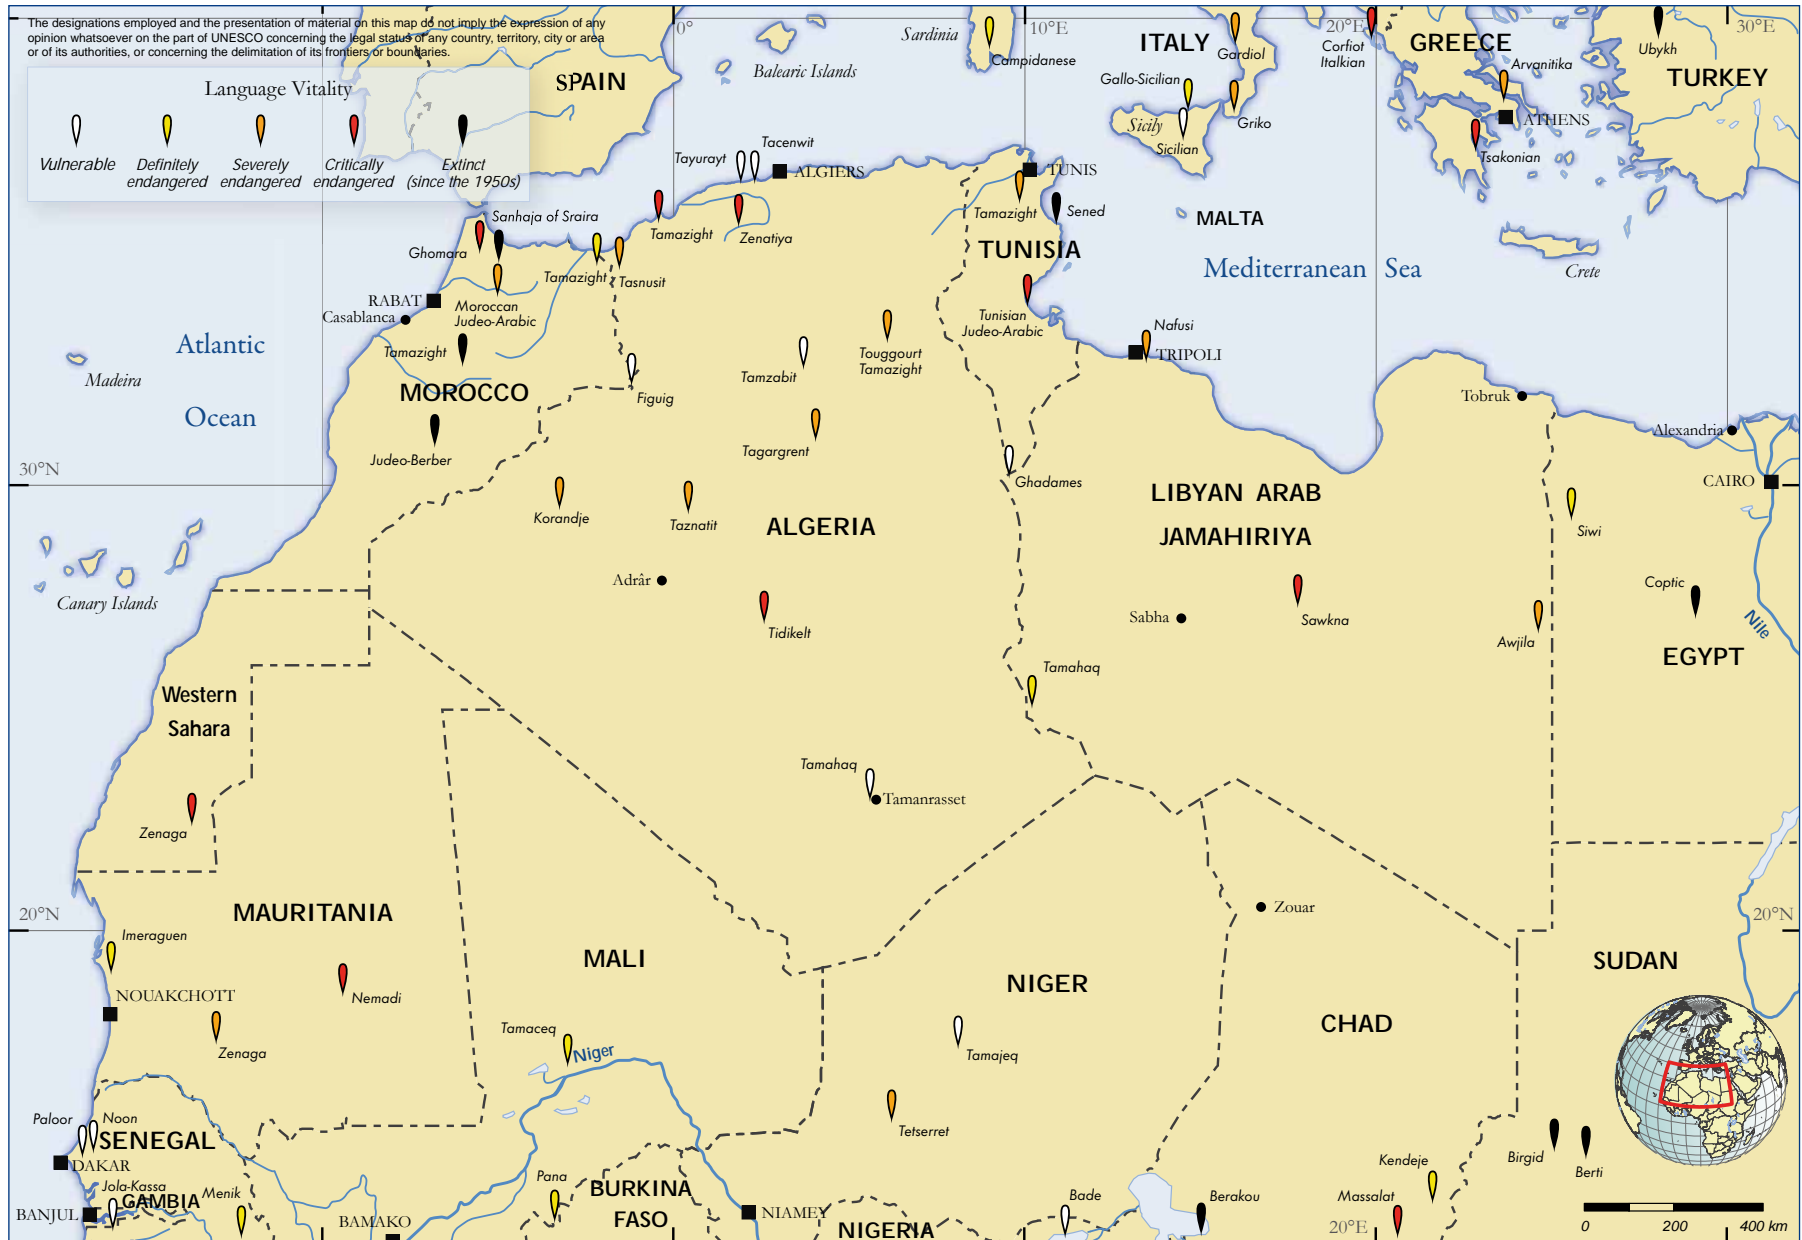 The designations employed and the presentation of material on this map do not imply the expression of any
opinion whatsoever on the part of UNESCO concerning the legal status of any country, territory, city or area
or of its authorities, or concerning the delimitation of its frontiers or boundaries.
Language Vitality
Vulnerable
Definitely
endangered
Severely
endangered
Critically
endangered
Extinct
(since the 1950s)
0°
10°E
20°E
30°E
SPAIN
Balearic Islands
Sardinia
Campidanese
ITALY
Gardiol
Gallo-Sicilian
Griko
Sicily
Sicilian
Corfiot
Italkian
GREECE
Arvanitika
ATHENS
Tsakonian
Ubykh
TURKEY
Tayurayt
Tacenwit
ALGIERS
TUNIS
Tamazight
Sened
TUNISIA
MALTA
Mediterranean Sea
Crete
Sanhaja of Sraira
Ghomara
Tamazight
Zenatiya
Tamazight
Tasnusit
RABAT
Casablanca
Moroccan
Judeo-Arabic
Tamazight
MOROCCO
Judeo-Berber
Figuig
Atlantic
Ocean
Madeira
Tamzabit
Touggourt
Tamazight
Tagargrent
Tunisian
Judeo-Arabic
Nafusi
TRIPOLI
Tobruk
Alexandria
CAIRO
30°N
Korandje
Taznatit
ALGERIA
Ghadames
LIBYAN ARAB
JAMAHIRIYA
Siwi
Coptic
Nile
EGYPT
Canary Islands
Adrâr
Tidikelt
Sabha
Sawkna
Awjila
Tamahaq
Western
Sahara
Zenaga
Tamahaq
Tamanrasset
Zouar
20°N
20°N
MAURITANIA
Imeraguen
NOUAKCHOTT
Nemadi
Zenaga
MALI
Tamaceq
Niger
NIGER
Tamajeq
Tetserret
CHAD
SUDAN
Paloor
Noon
SENEGAL
DAKAR
Jola-Kassa
GAMBIA
BANJUL
Menik
BAMAKO
Pana
BURKINA
FASO
NIAMEY
NIGERIA
Bade
Berakou
Kendeje
Massalat
20°E
Birgid
Berti
0
200
400 km